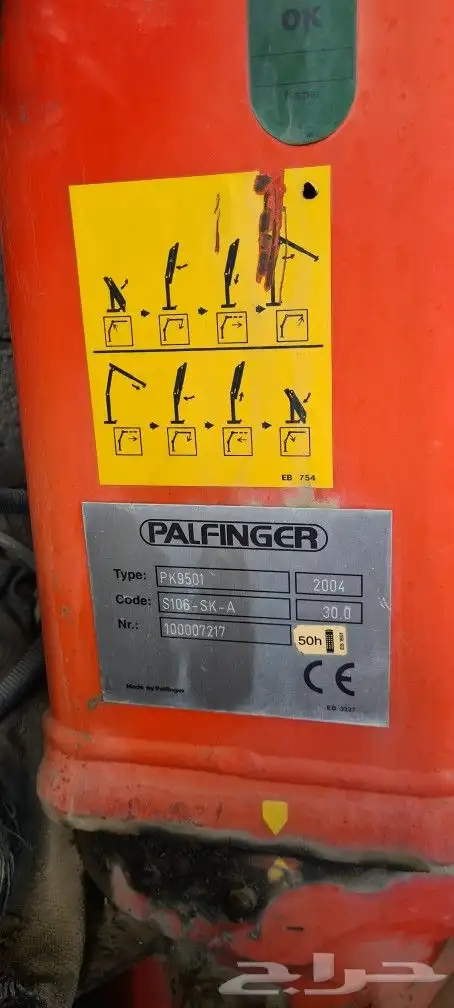 OK
EB 754
PALFINGER
Type: PK9501 2004
Code: S106-SK-A 30.0
Nr.: 100007217
50h
CE
Made by Palfinger
EB 3337
حراج